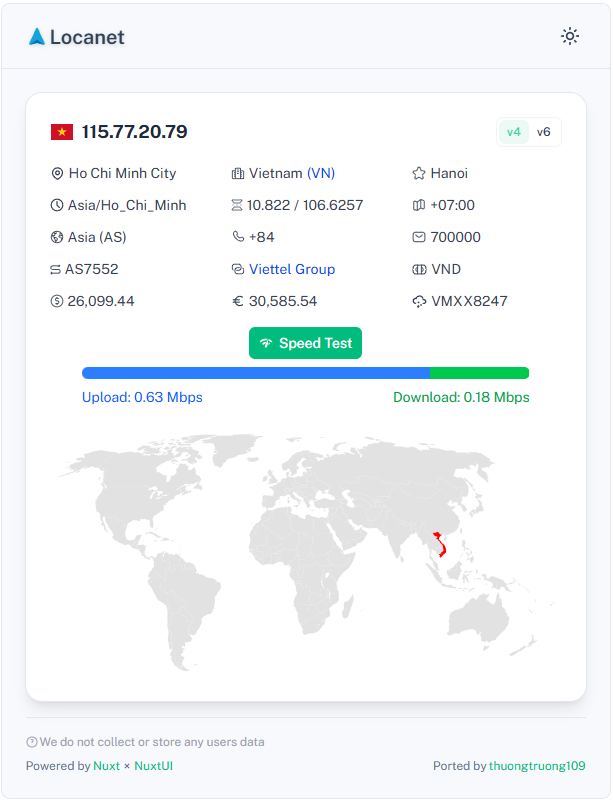 Locanet
115.77.20.79
v4 v6
Ho Chi Minh City Vietnam (VN) Hanoi
Asia/Ho_Chi_Minh 10.822 / 106.6257 +07:00
Asia (AS) +84 700000
AS7552 Viettel Group VND
26,099.44 30,585.54 VMXX8247
Speed Test
Upload: 0.63 Mbps Download: 0.18 Mbps
We do not collect or store any users data
Powered by Nuxt × NuxtUI Ported by thuongtruong109